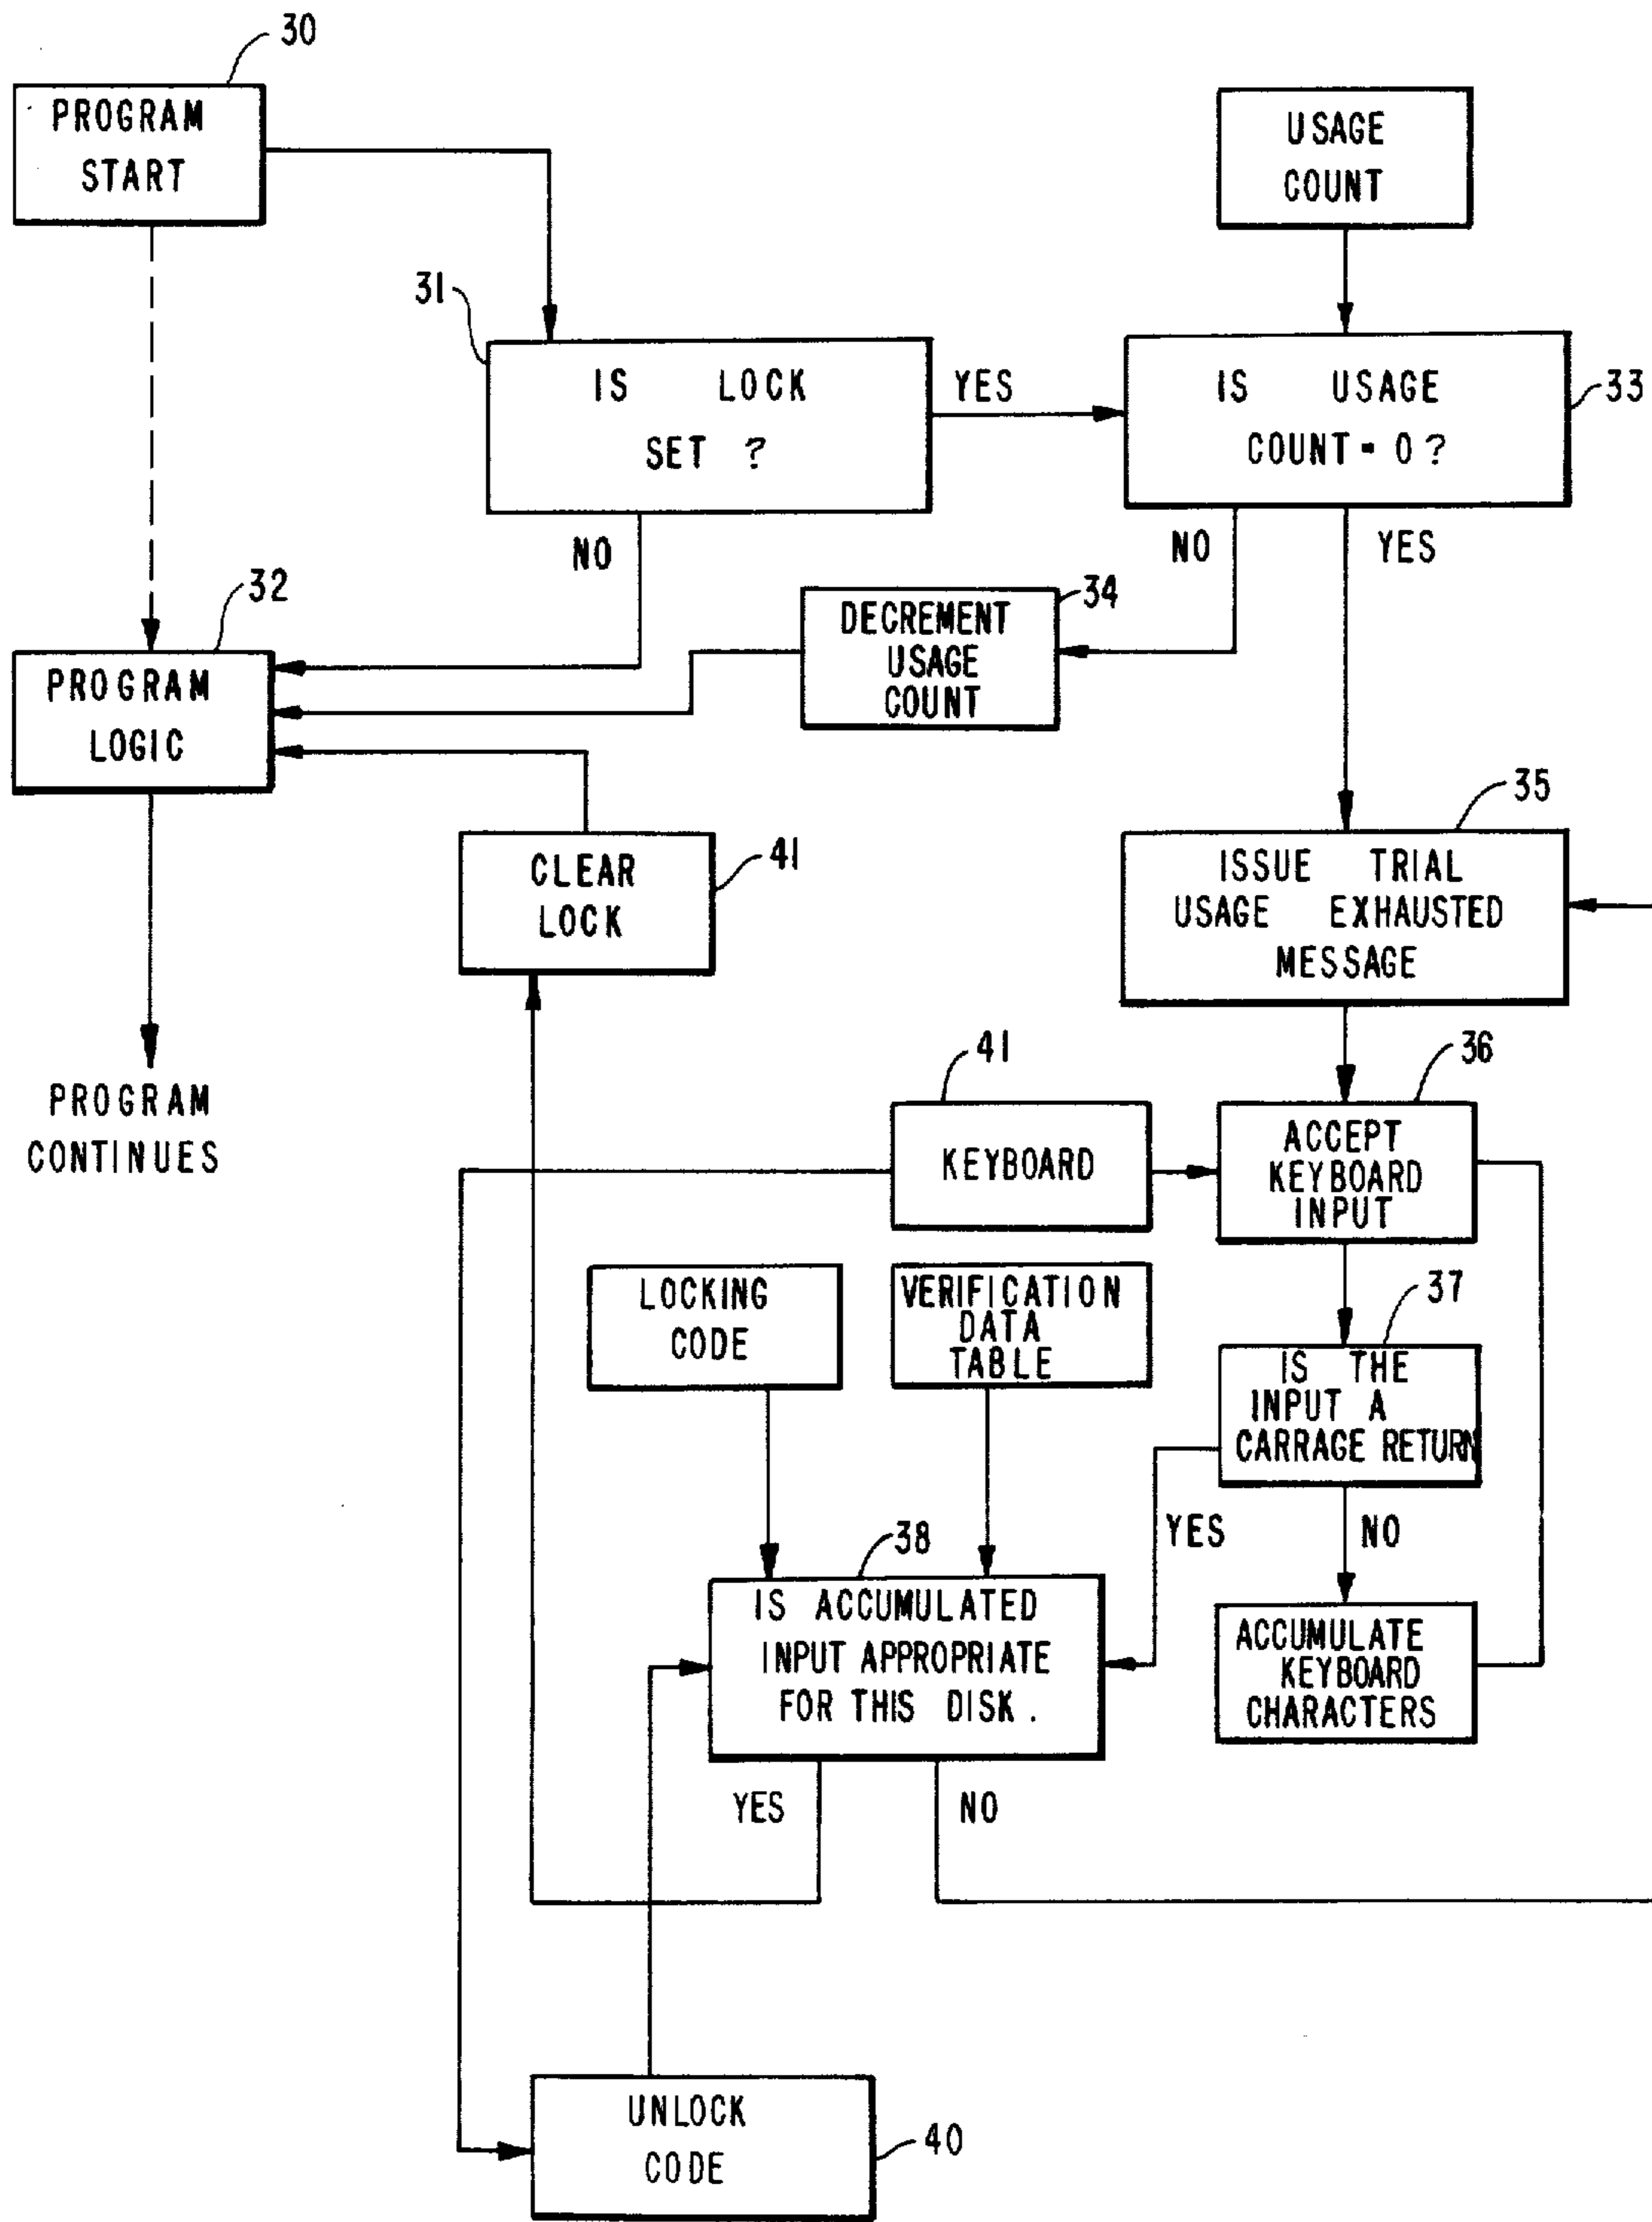 30
PROGRAM
START
USAGE
COUNT
31
IS LOCK
SET ?
YES
IS USAGE
COUNT = 0 ?
33
NO
NO
YES
32
PROGRAM
LOGIC
34
DECREMENT
USAGE
COUNT
35
ISSUE TRIAL
USAGE EXHAUSTED
MESSAGE
41
CLEAR
LOCK
PROGRAM
CONTINUES
41
KEYBOARD
36
ACCEPT
KEYBOARD
INPUT
LOCKING
CODE
VERIFICATION
DATA
TABLE
37
IS THE
INPUT A
CARRAGE RETURN
YES
NO
38
IS ACCUMULATED
INPUT APPROPRIATE
FOR THIS DISK.
ACCUMULATE
KEYBOARD
CHARACTERS
YES
NO
UNLOCK
CODE
40